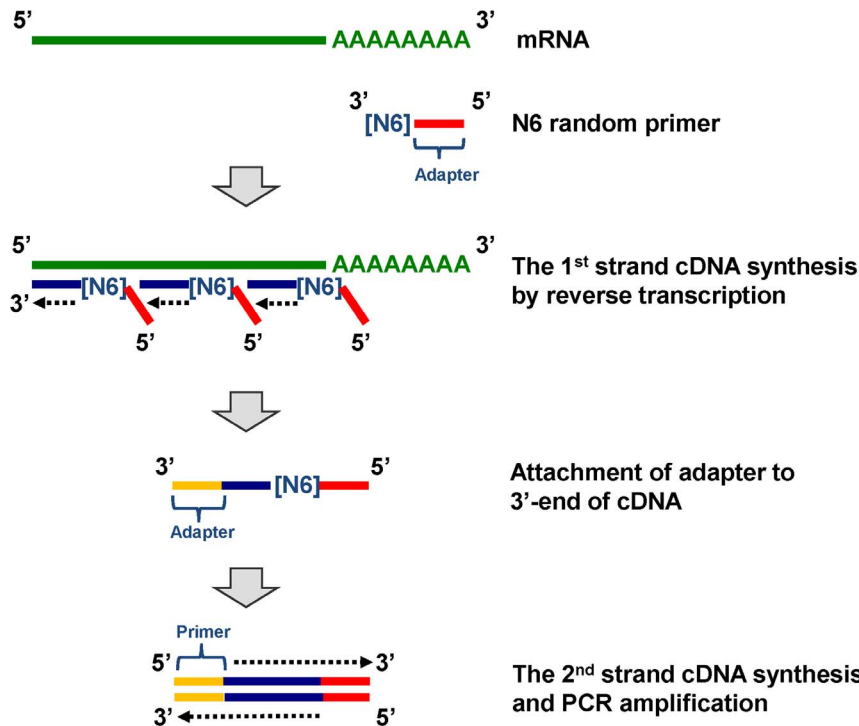 5’ AAAAAAAA 3’ mRNA
3’ 5’
[N6] N6 random primer
Adapter
5’ 3’
AAAAAAAA The 1st strand cDNA synthesis
[N6] [N6] [N6] by reverse transcription
3’
5’ 5’ 5’
3’ 5’ Attachment of adapter to
[N6] 3’-end of cDNA
Adapter
Primer
5’ 3’ The 2nd strand cDNA synthesis
3’ 5’ and PCR amplification